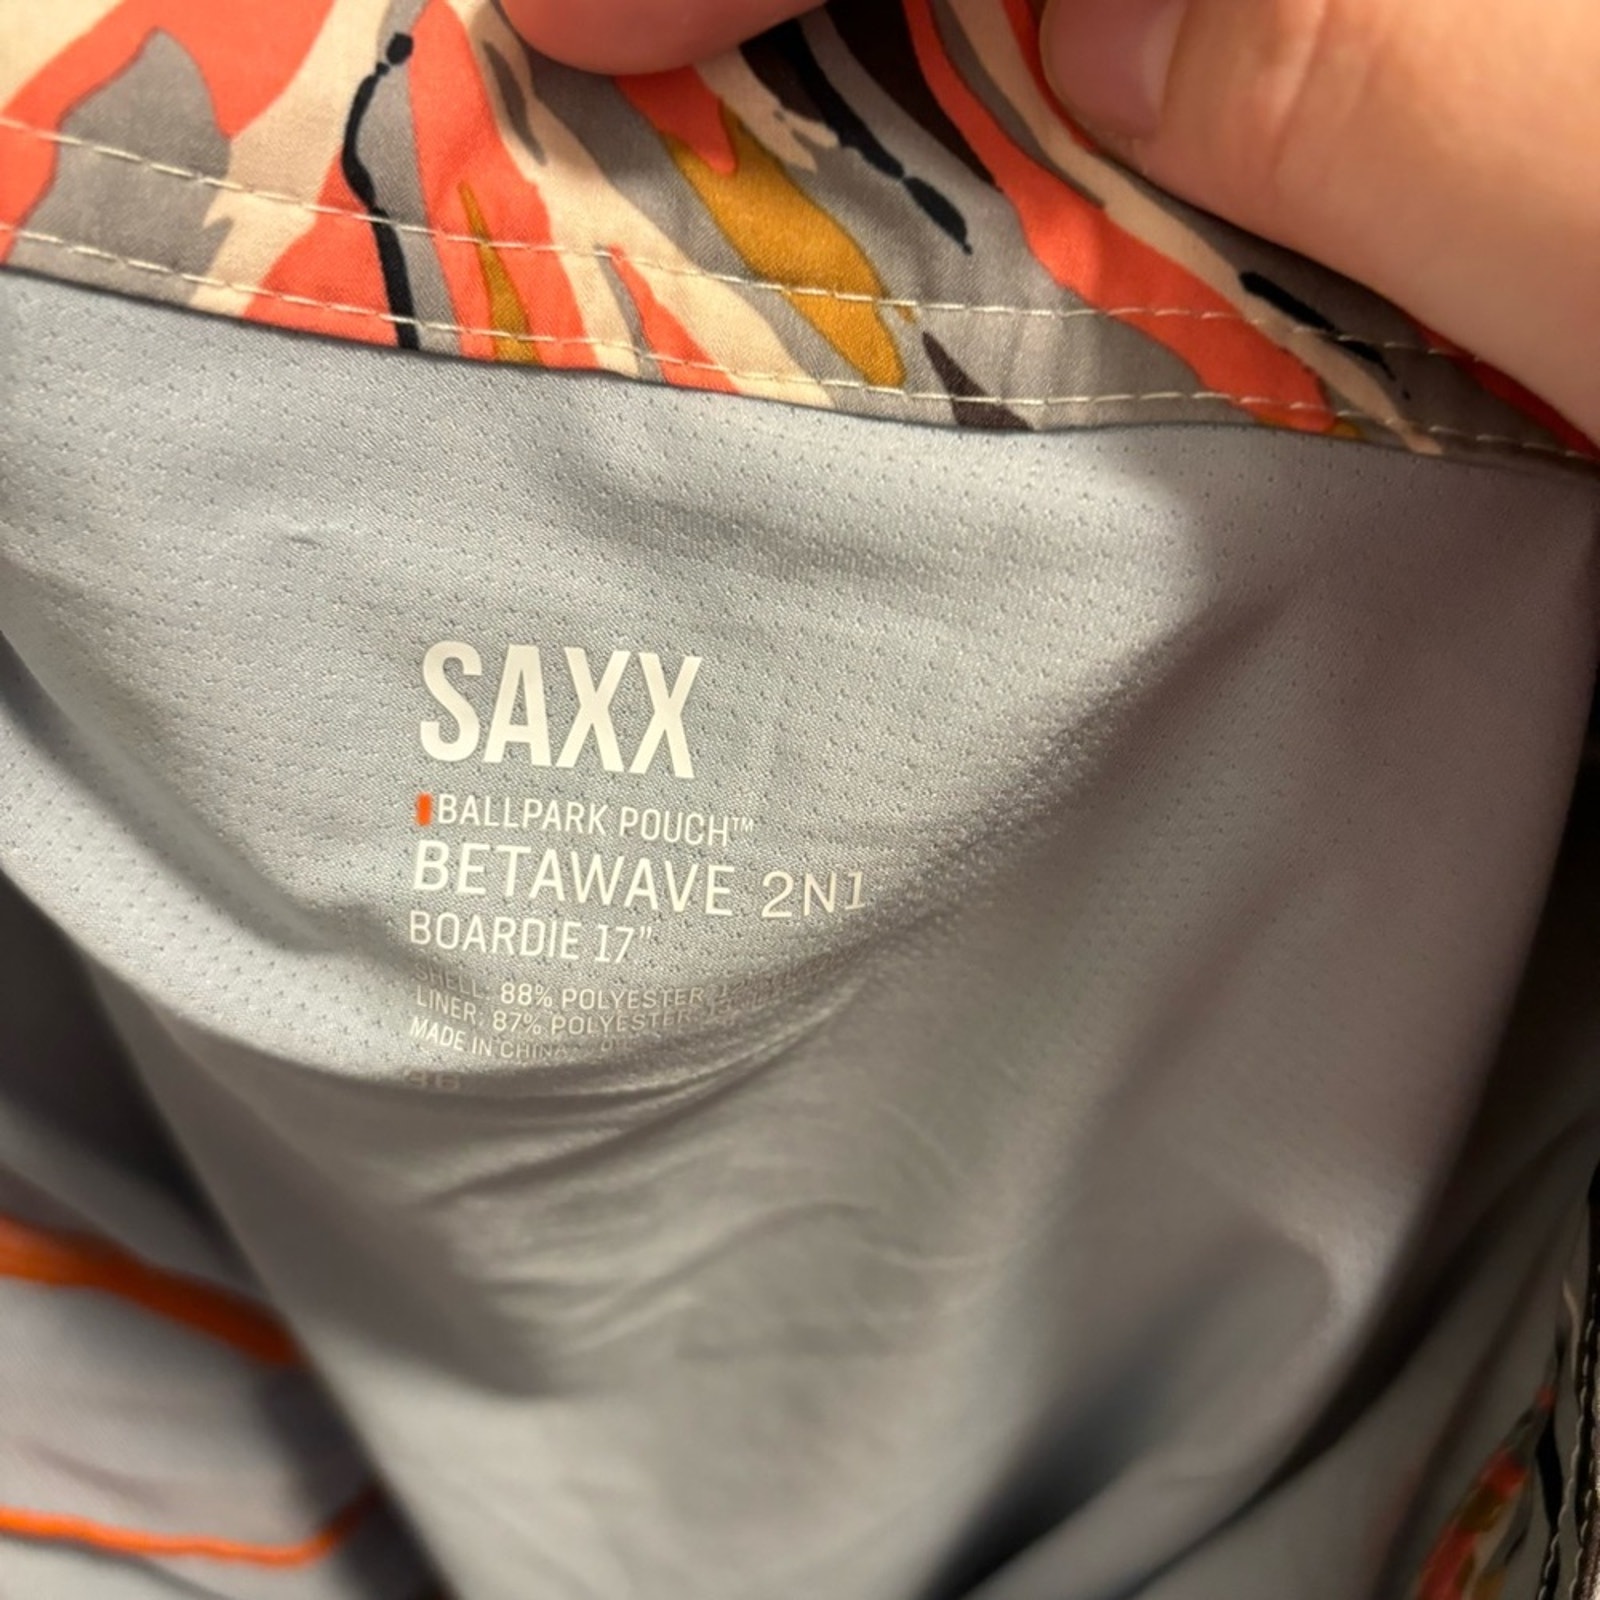 SAXX
BALLPARK POUCH™
BETAWAVE 2N1
BOARDIE 17"
SHELL: 88% POLYESTER
LINER: 87% POLYESTER
MADE IN CHINA